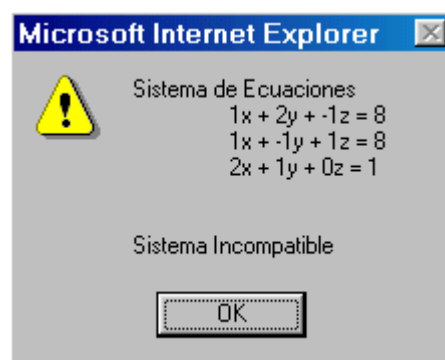 Microsoft Internet Explorer
Sistema de Ecuaciones
1x + 2y + -1z = 8
1x + -1y + 1z = 8
2x + 1y + 0z = 1
Sistema Incompatible
OK